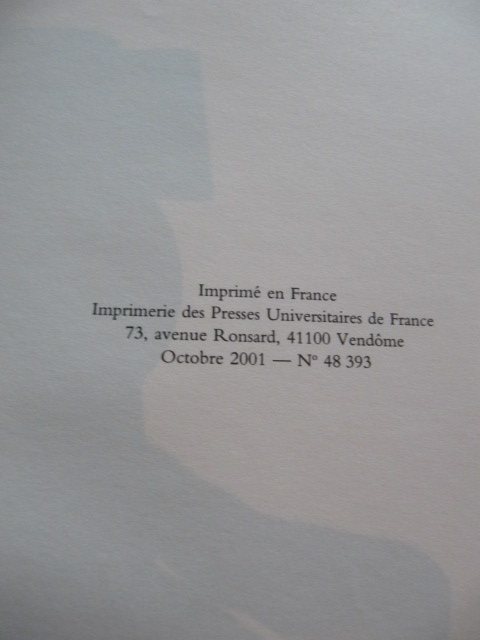 Imprimé en France
Imprimerie des Presses Universitaires de France
73, avenue Ronsard, 41100 Vendôme
Octobre 2001 — N° 48 393